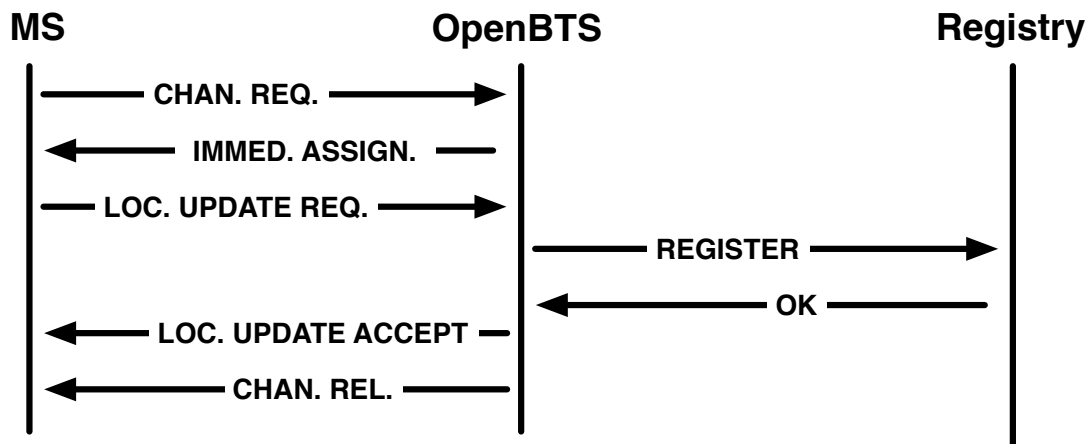 MS
OpenBTS
Registry
CHAN. REQ.
IMMED. ASSIGN.
LOC. UPDATE REQ.
REGISTER
OK
LOC. UPDATE ACCEPT
CHAN. REL.